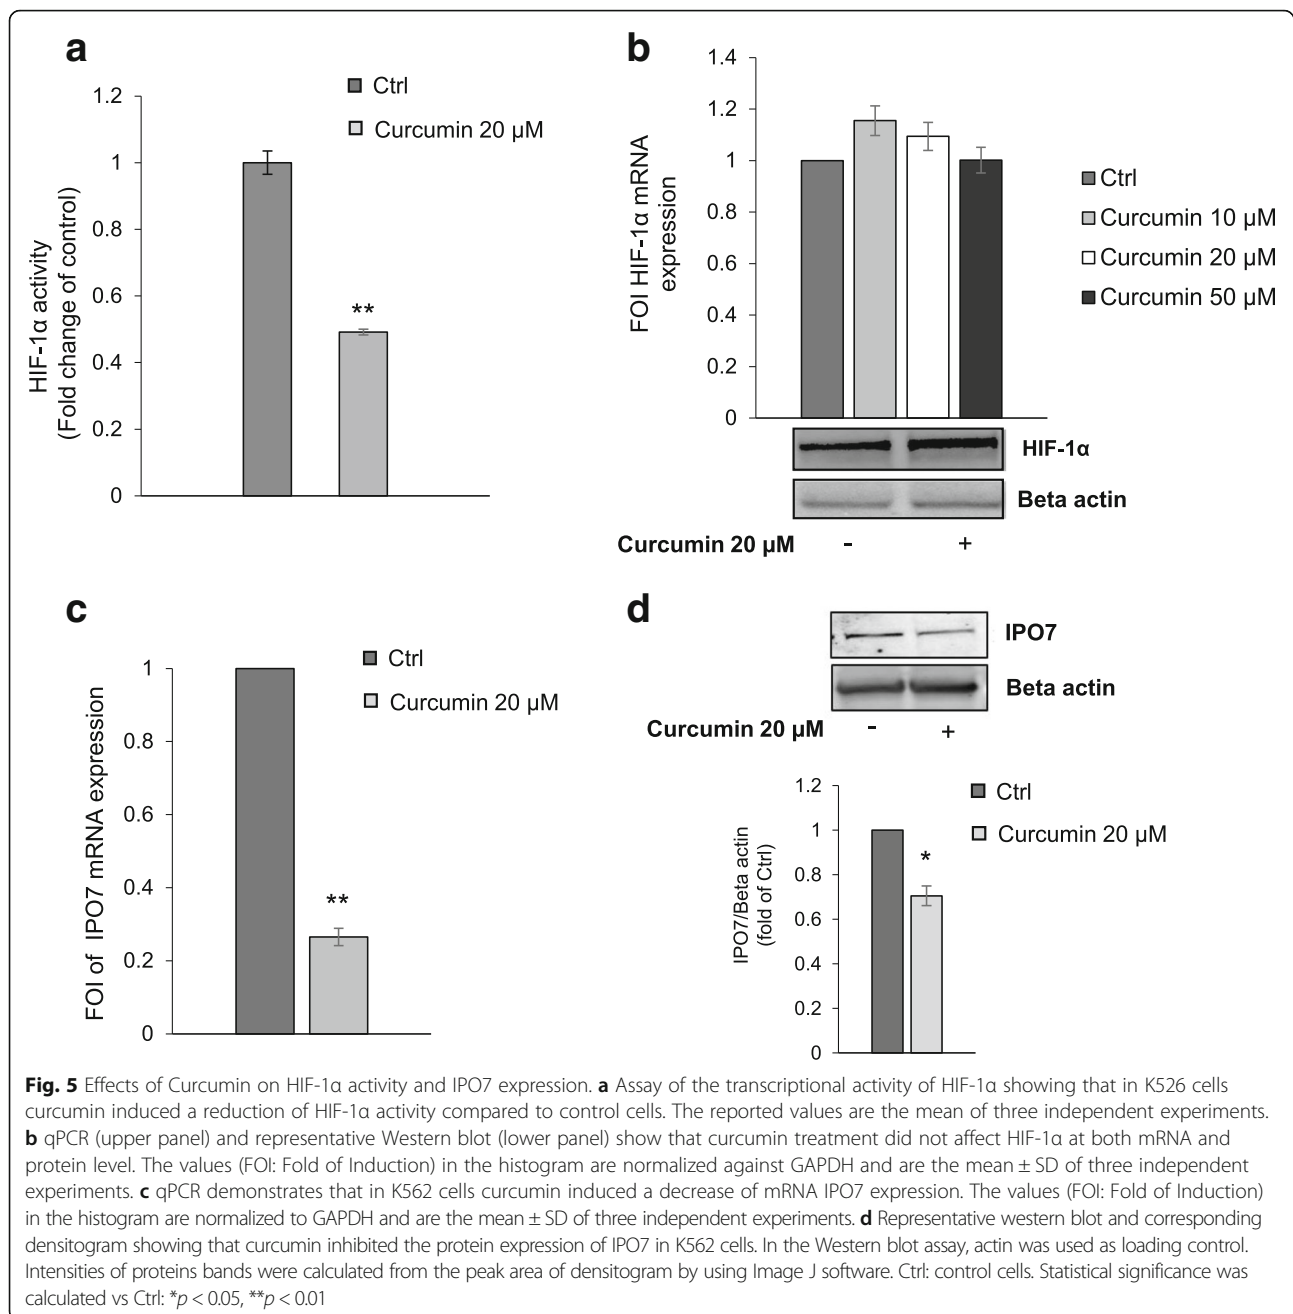 a
Ctrl
Curcumin 20 µM
1.2
1
0.8
0.6
0.4
0.2
0
HIF-1α activity
(Fold change of control)
**
b
1.4
1.2
1
0.8
0.6
0.4
0.2
0
FOI HIF-1α mRNA
expression
Ctrl
Curcumin 10 µM
Curcumin 20 µM
Curcumin 50 µM
HIF-1α
Beta actin
Curcumin 20 µM - +
c
Ctrl
Curcumin 20 µM
1
0.8
0.6
0.4
0.2
0
FOI of IPO7 mRNA expression
**
d
IPO7
Beta actin
Curcumin 20 µM - +
1.2
1
0.8
0.6
0.4
0.2
0
IPO7/Beta actin
(fold of Ctrl)
Ctrl
Curcumin 20 µM
*
Fig. 5 Effects of Curcumin on HIF-1α activity and IPO7 expression. a Assay of the transcriptional activity of HIF-1α showing that in K526 cells
curcumin induced a reduction of HIF-1α activity compared to control cells. The reported values are the mean of three independent experiments.
b qPCR (upper panel) and representative Western blot (lower panel) show that curcumin treatment did not affect HIF-1α at both mRNA and
protein level. The values (FOI: Fold of Induction) in the histogram are normalized against GAPDH and are the mean ± SD of three independent
experiments. c qPCR demonstrates that in K562 cells curcumin induced a decrease of mRNA IPO7 expression. The values (FOI: Fold of Induction)
in the histogram are normalized to GAPDH and are the mean ± SD of three independent experiments. d Representative western blot and corresponding
densitogram showing that curcumin inhibited the protein expression of IPO7 in K562 cells. In the Western blot assay, actin was used as loading control.
Intensities of proteins bands were calculated from the peak area of densitogram by using Image J software. Ctrl: control cells. Statistical significance was
calculated vs Ctrl: *p < 0.05, **p < 0.01